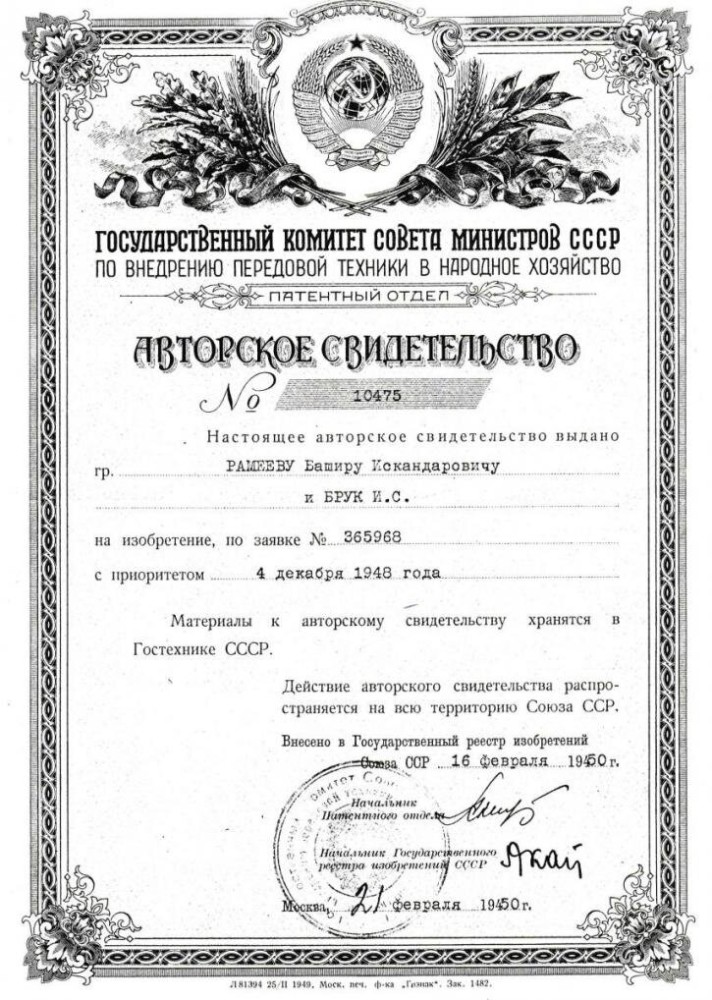 ГОСУДАРСТВЕННЫЙ КОМИТЕТ СОВЕТА МИНИСТРОВ СССР
ПО ВНЕДРЕНИЮ ПЕРЕДОВОЙ ТЕХНИКИ В НАРОДНОЕ ХОЗЯЙСТВО
ПАТЕНТНЫЙ ОТДЕЛ
АВТОРСКОЕ СВИДЕТЕЛЬСТВО
№ 10475
Настоящее авторское свидетельство выдано
гр. РАМЕЕВУ Баширу Искандаровичу
и БРУК И.С.
на изобретение, по заявке № 365968
с приоритетом 4 декабря 1948 года
Материалы к авторскому свидетельству хранятся в
Гостехнике СССР.
Действие авторского свидетельства распро-
страняется на всю территорию Союза ССР.
Внесено в Государственный реестр изобретений
Союза ССР 16 февраля 1950 г.
Начальник
Патентного отдела
Начальник Государственного
реестра изобретений СССР
Москва, 21 февраля 1950 г.
Л 81394 25/II 1949. Моск. печ. ф-ка „Гознак". Зак. 1482.